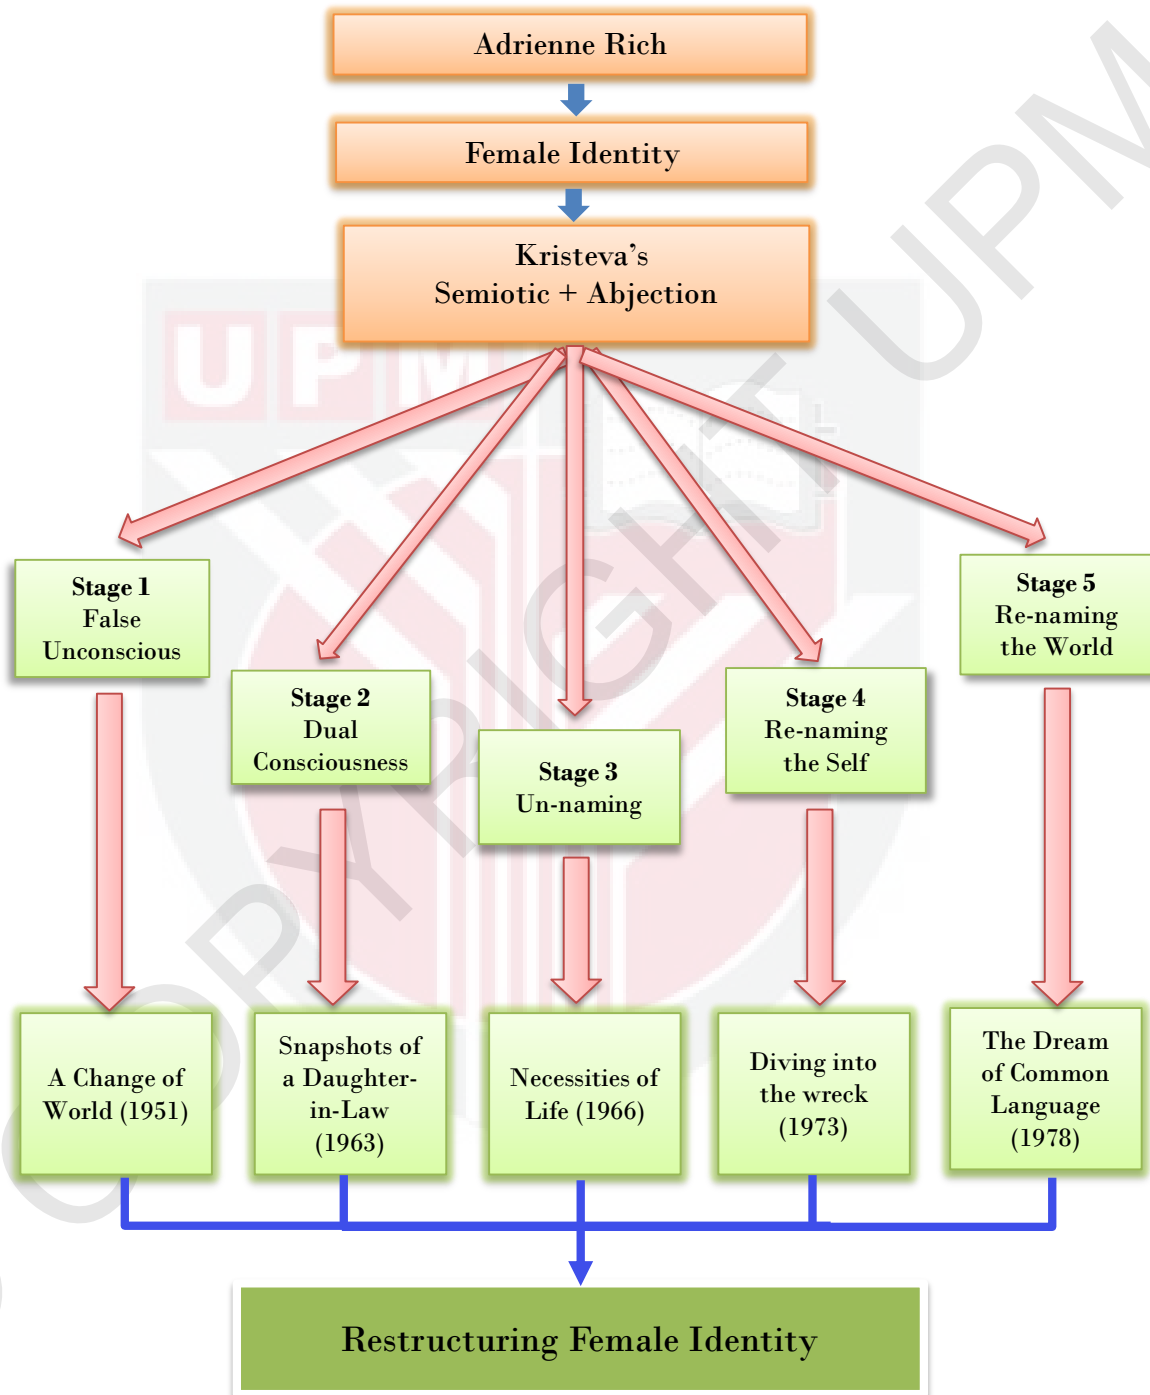 Adrienne Rich
Female Identity
Kristeva's
Semiotic + Abjection
UPM
Stage 1
False
Unconscious
Stage 2
Dual
Consciousness
Stage 3
Un-naming
Stage 4
Re-naming
the Self
Stage 5
Re-naming
the World
A Change of
World (1951)
Snapshots of
a Daughter-
in-Law
(1963)
Necessities of
Life (1966)
Diving into
the wreck
(1973)
The Dream
of Common
Language
(1978)
Restructuring Female Identity
COPYRIGHT UPM